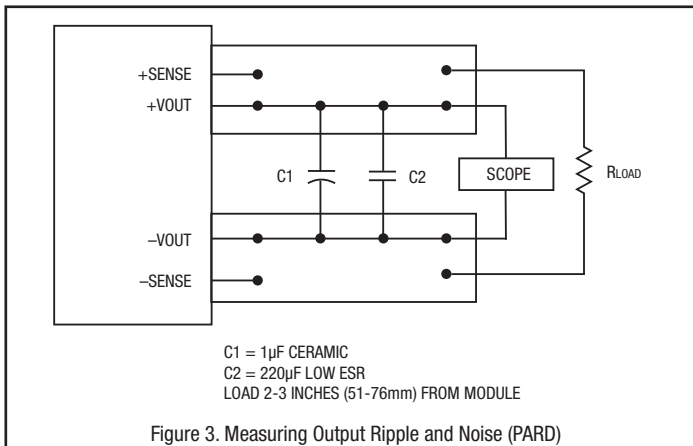 +SENSE
+VOUT
C1
C2
SCOPE
RLOAD
−VOUT
−SENSE
C1 = 1µF CERAMIC
C2 = 220µF LOW ESR
LOAD 2-3 INCHES (51-76mm) FROM MODULE
Figure 3. Measuring Output Ripple and Noise (PARD)